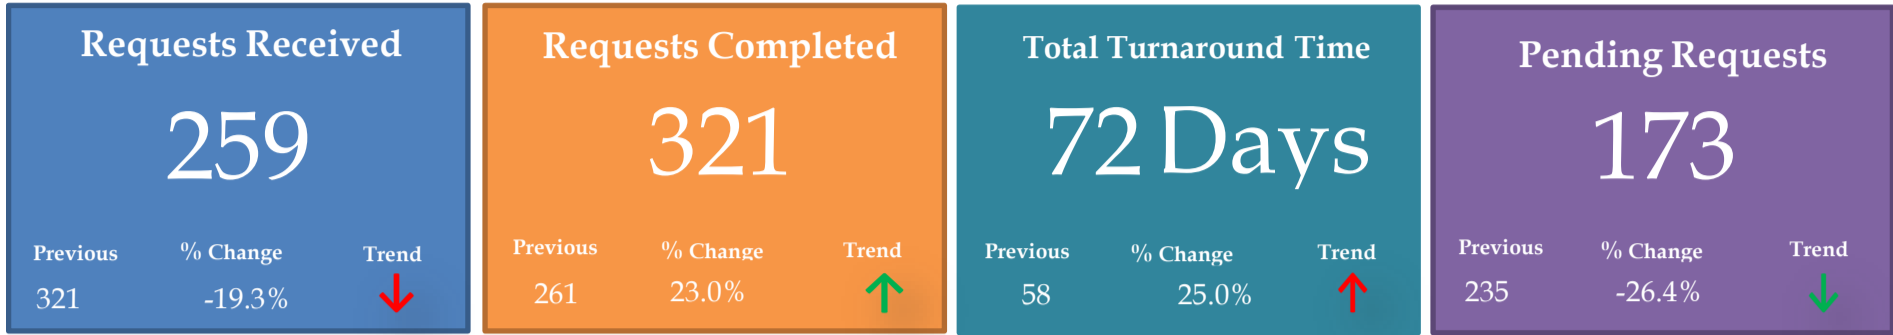 Requests Received
259
Previous % Change Trend
321 -19.3%
Requests Completed
321
Previous % Change Trend
261 23.0%
Total Turnaround Time
72 Days
Previous % Change Trend
58 25.0%
Pending Requests
173
Previous % Change Trend
235 -26.4%